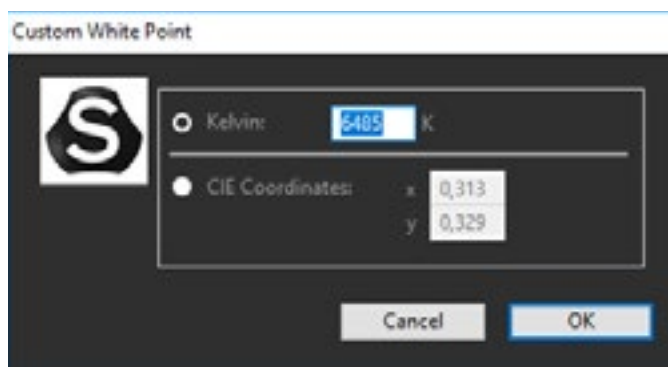 Custom White Point
S
Kelvin: 6485 K
CIE Coordinates: x 0,313
y 0,329
Cancel OK